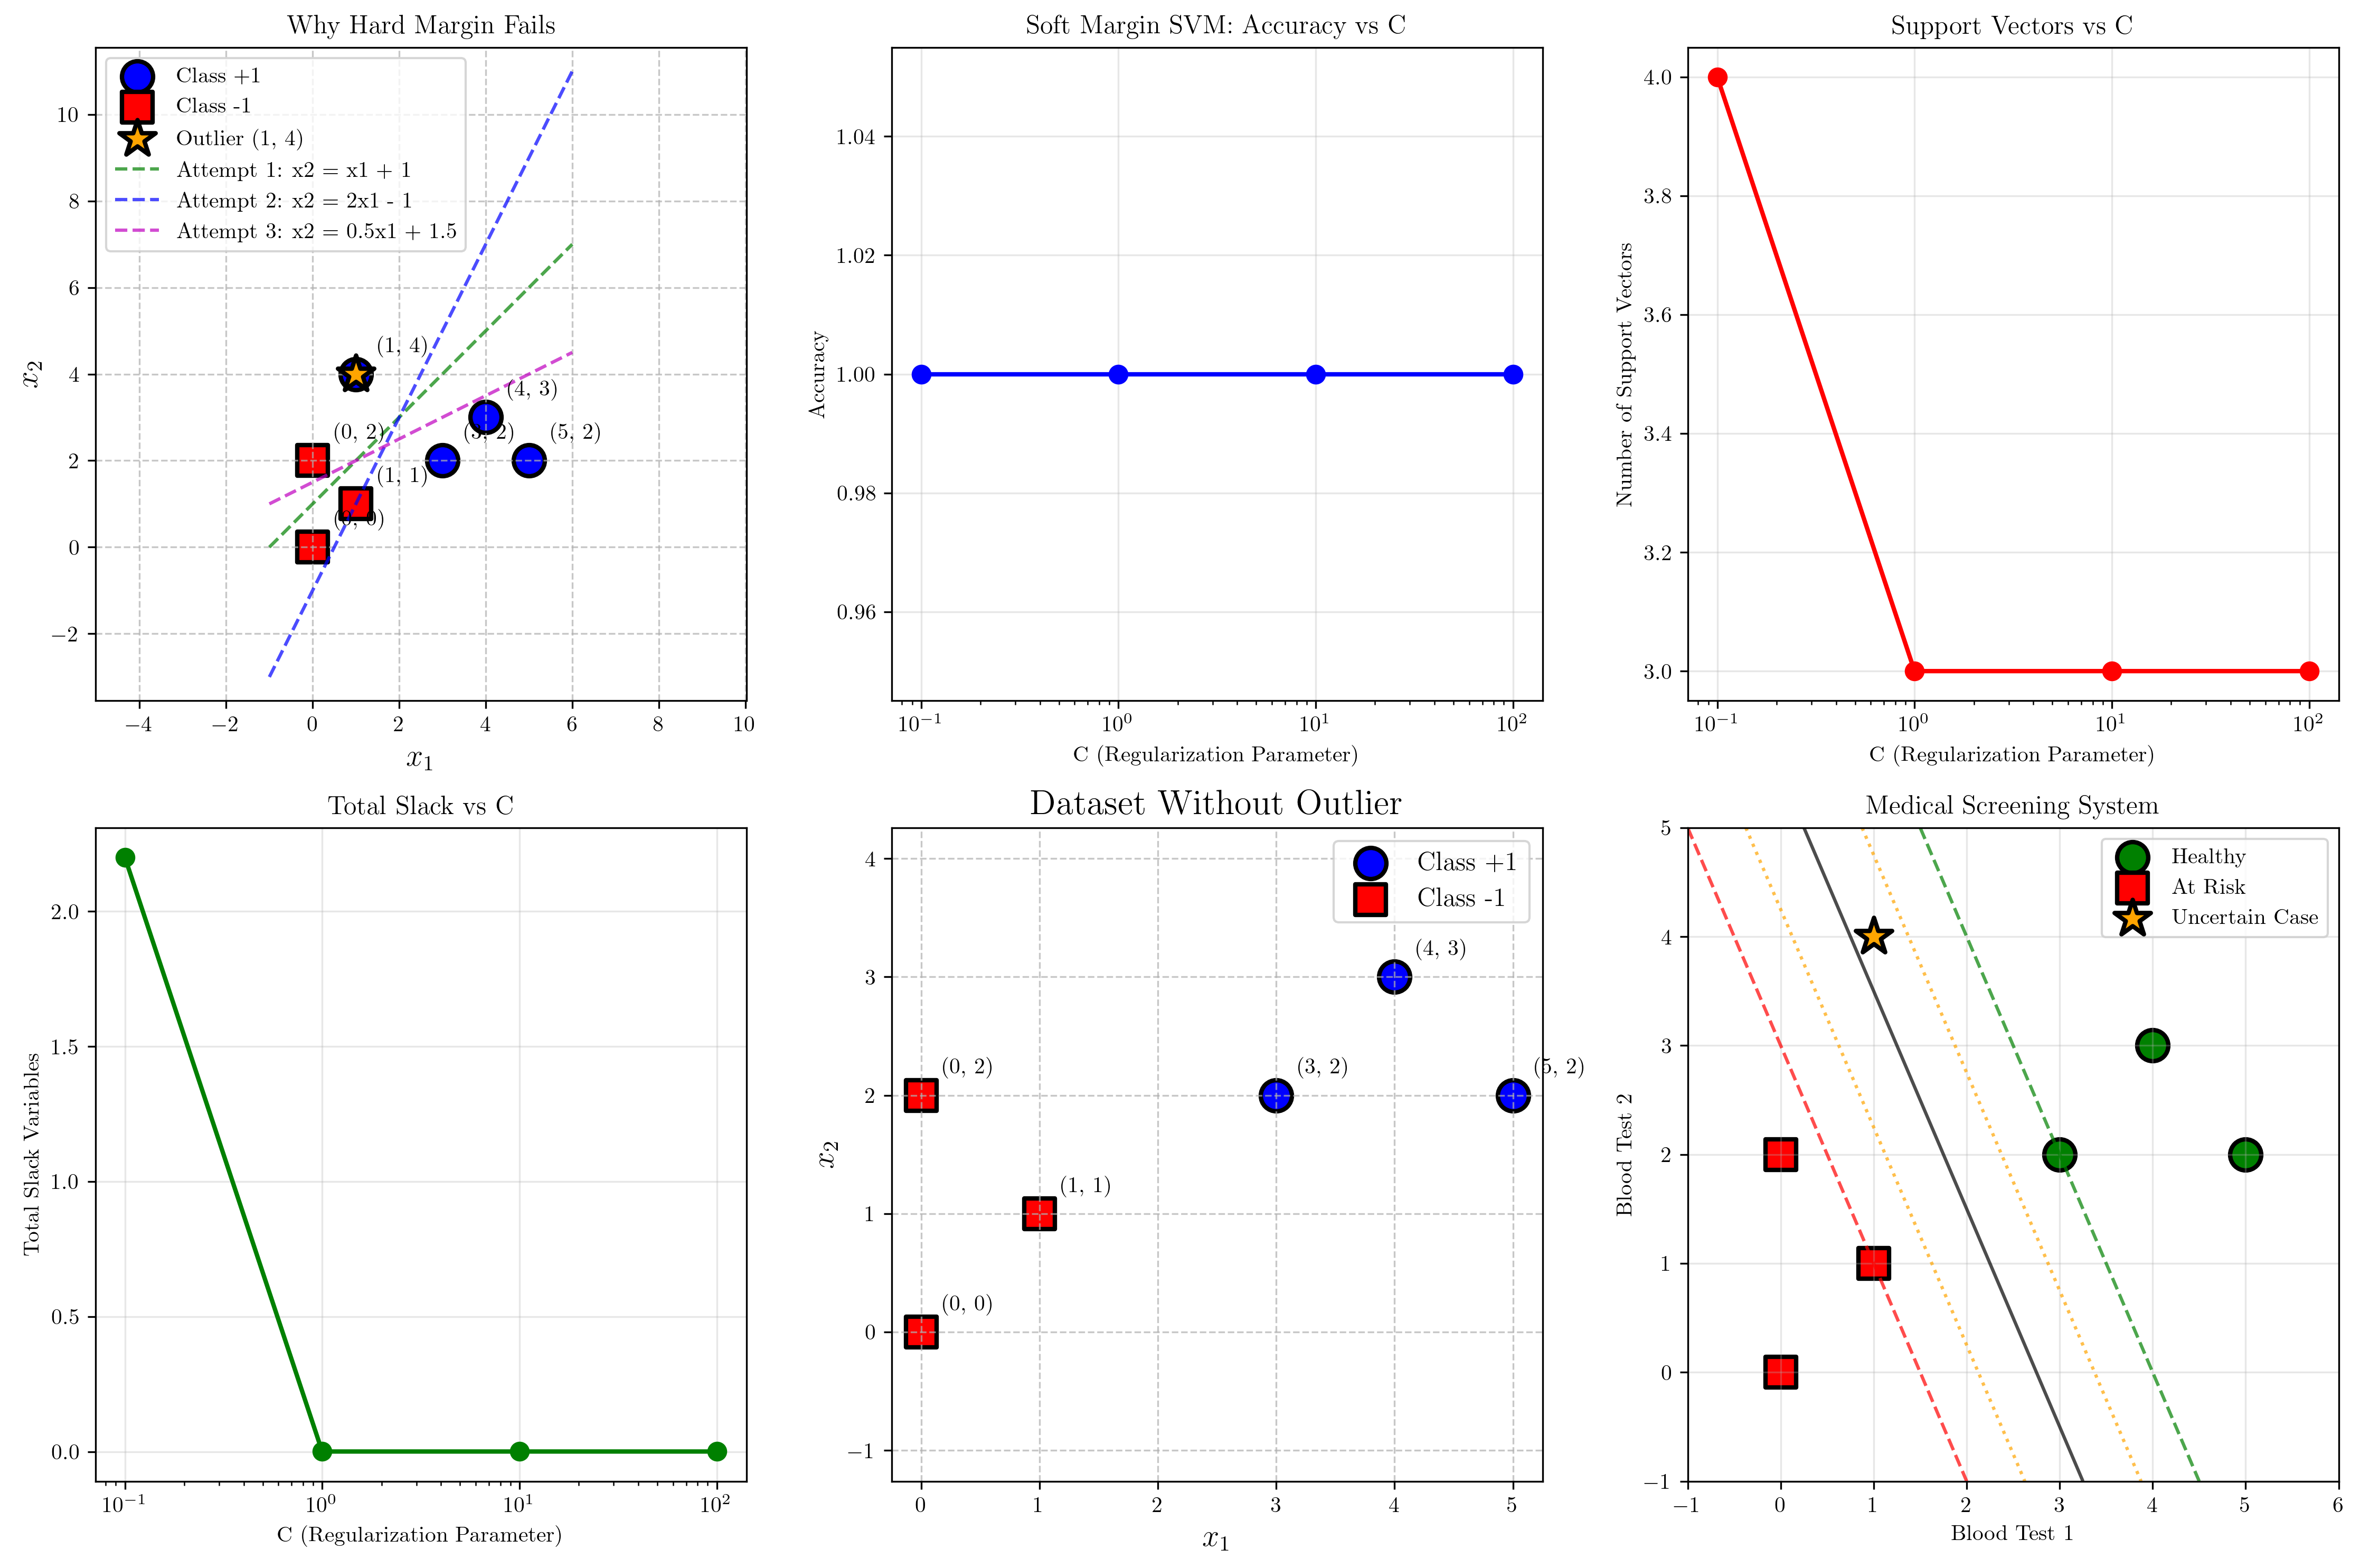 Why Hard Margin Fails
Class +1
Class -1
Outlier (1, 4)
Attempt 1: x2 = x1 + 1
Attempt 2: x2 = 2x1 - 1
Attempt 3: x2 = 0.5x1 + 1.5
10
8
6
4
2
0
−2
x₂
(1, 4)
(4, 3)
(0, 2)
(3, 2)
(5, 2)
(1, 1)
(0, 0)
−4
−2
0
2
4
6
8
10
x₁
Soft Margin SVM: Accuracy vs C
1.04
1.02
1.00
0.98
0.96
Accuracy
10⁻¹
10⁰
10¹
10²
C (Regularization Parameter)
Support Vectors vs C
4.0
3.8
3.6
3.4
3.2
3.0
Number of Support Vectors
10⁻¹
10⁰
10¹
10²
C (Regularization Parameter)
Total Slack vs C
2.0
1.5
1.0
0.5
0.0
Total Slack Variables
10⁻¹
10⁰
10¹
10²
C (Regularization Parameter)
Dataset Without Outlier
Class +1
Class -1
4
3
2
1
0
−1
x₂
(4, 3)
(0, 2)
(3, 2)
(5, 2)
(1, 1)
(0, 0)
0
1
2
3
4
5
x₁
Medical Screening System
Healthy
At Risk
Uncertain Case
5
4
3
2
1
0
−1
Blood Test 2
−1
0
1
2
3
4
5
6
Blood Test 1